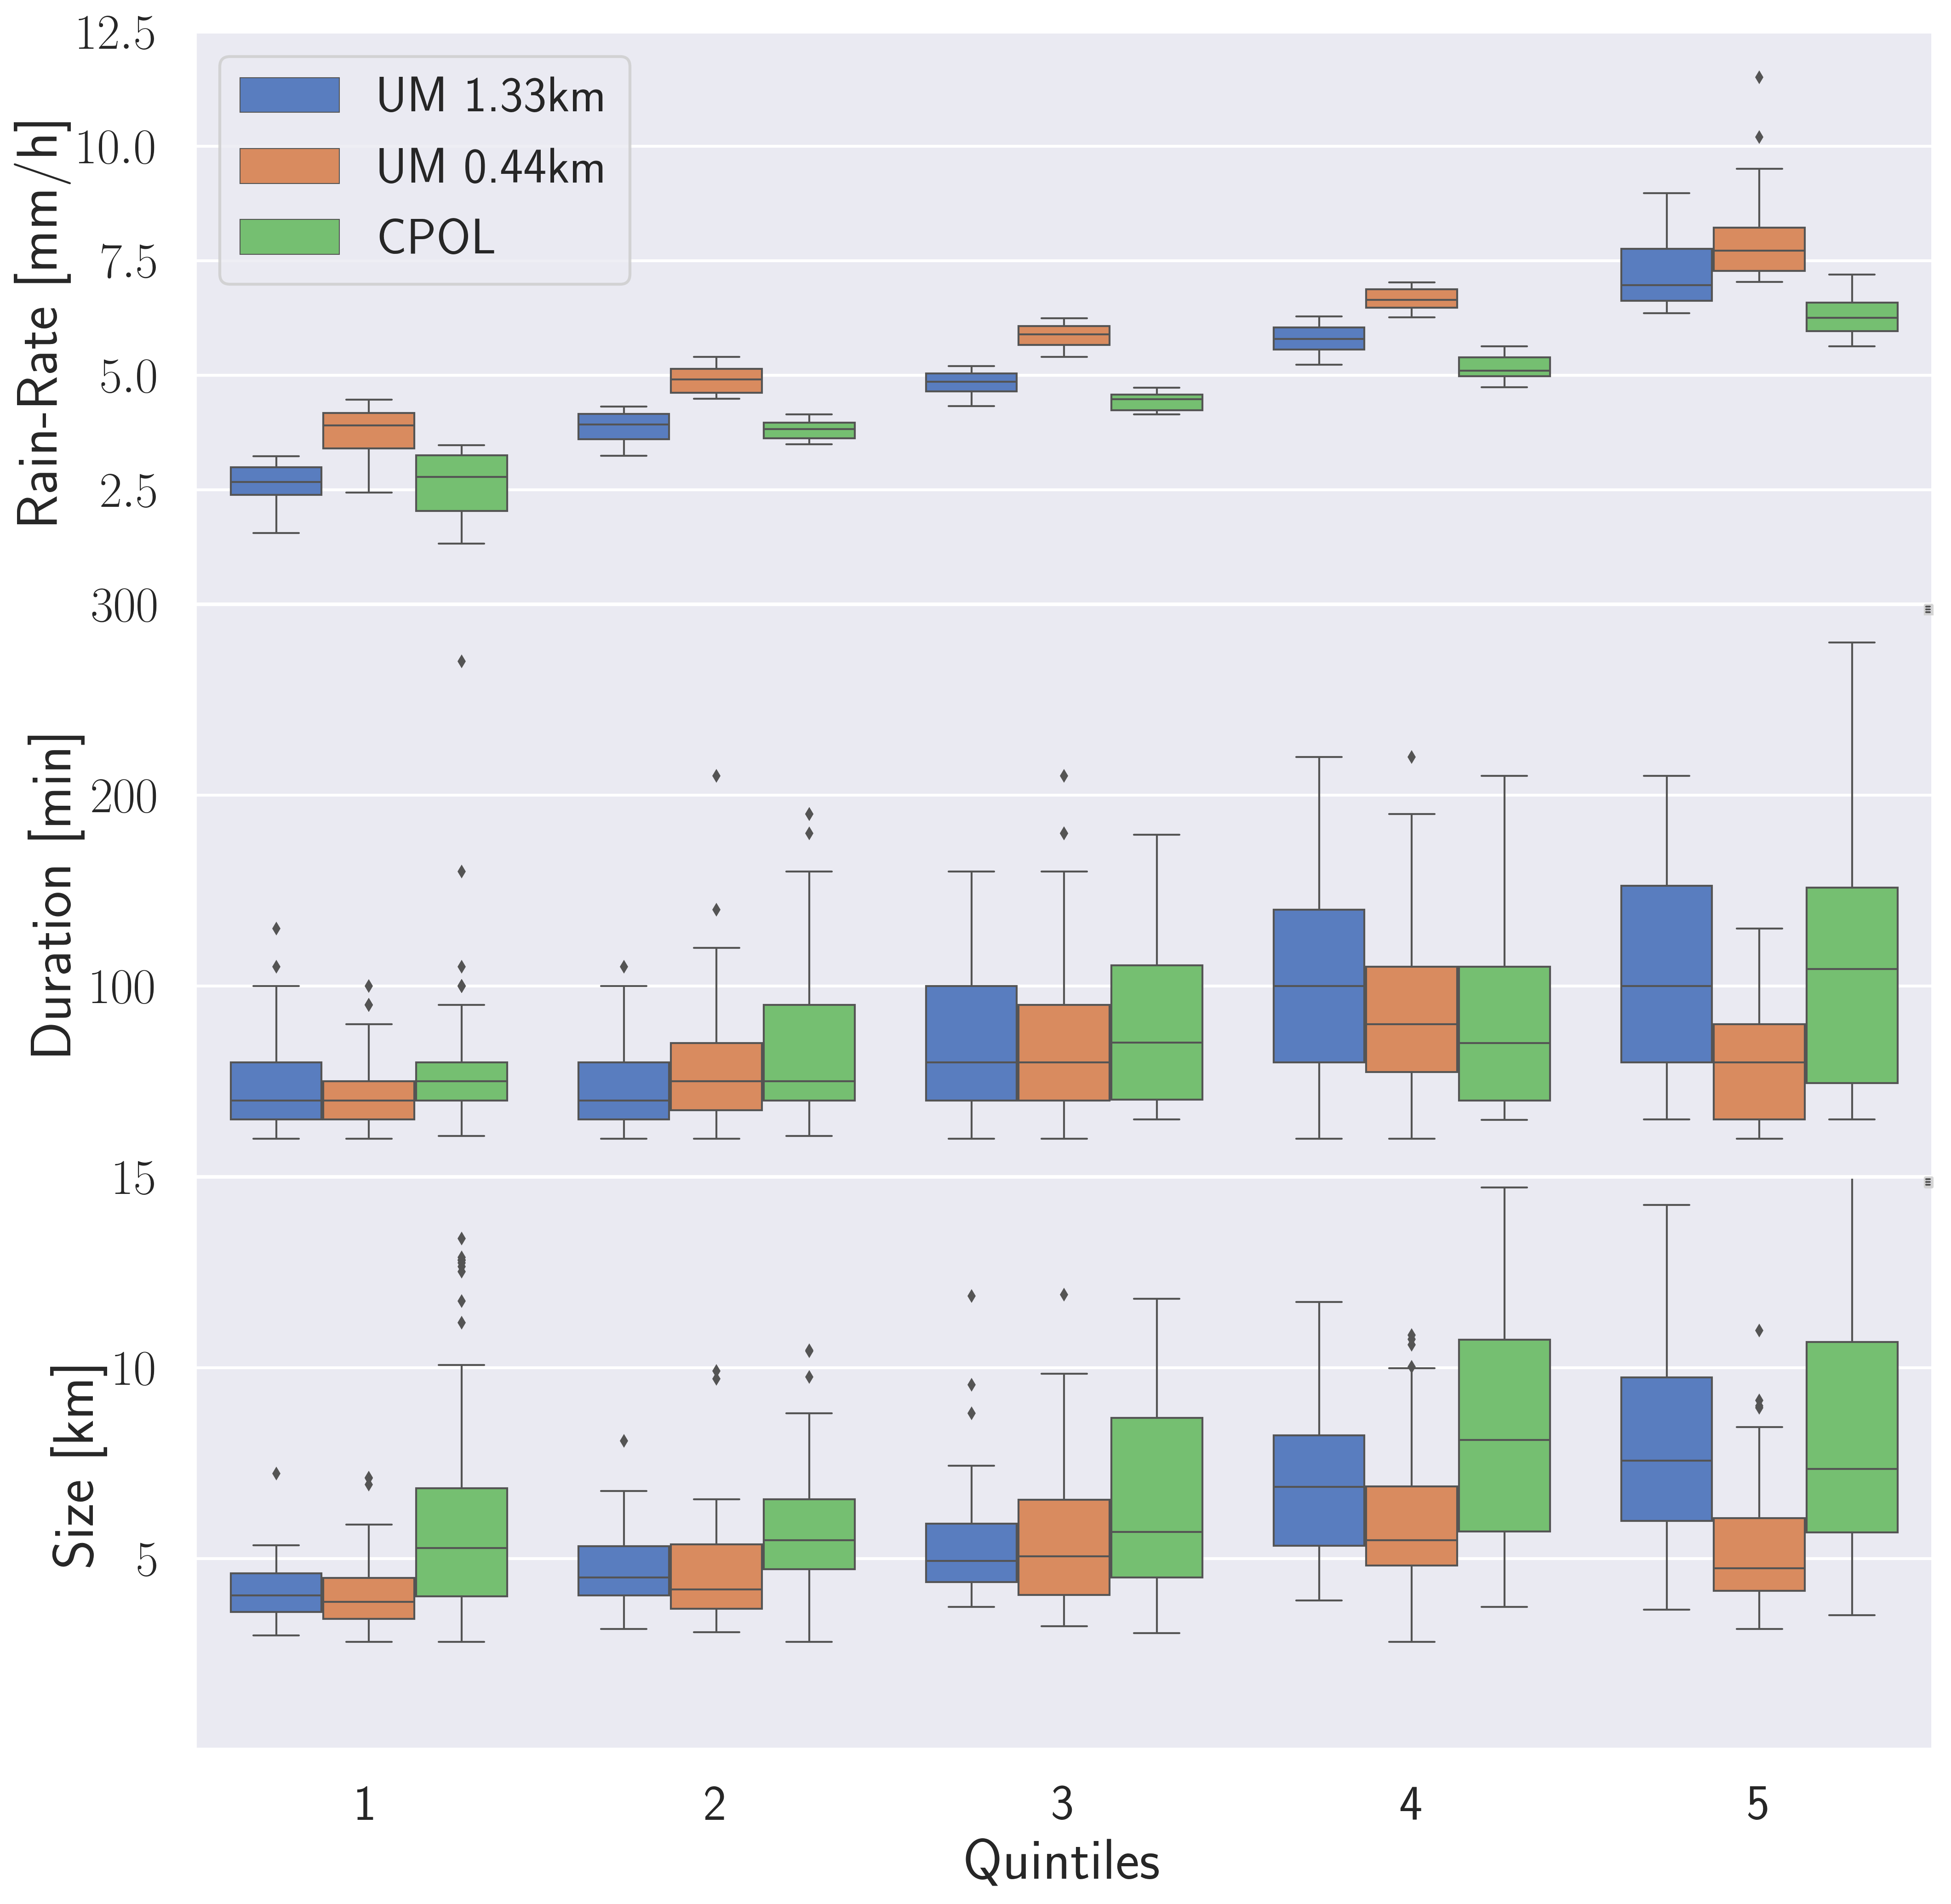 12.5
10.0
7.5
5.0
2.5
Rain-Rate [mm/h]
UM 1.33km
UM 0.44km
CPOL
300
200
100
Duration [min]
15
10
5
Size [km]
1 2 3 4 5
Quintiles